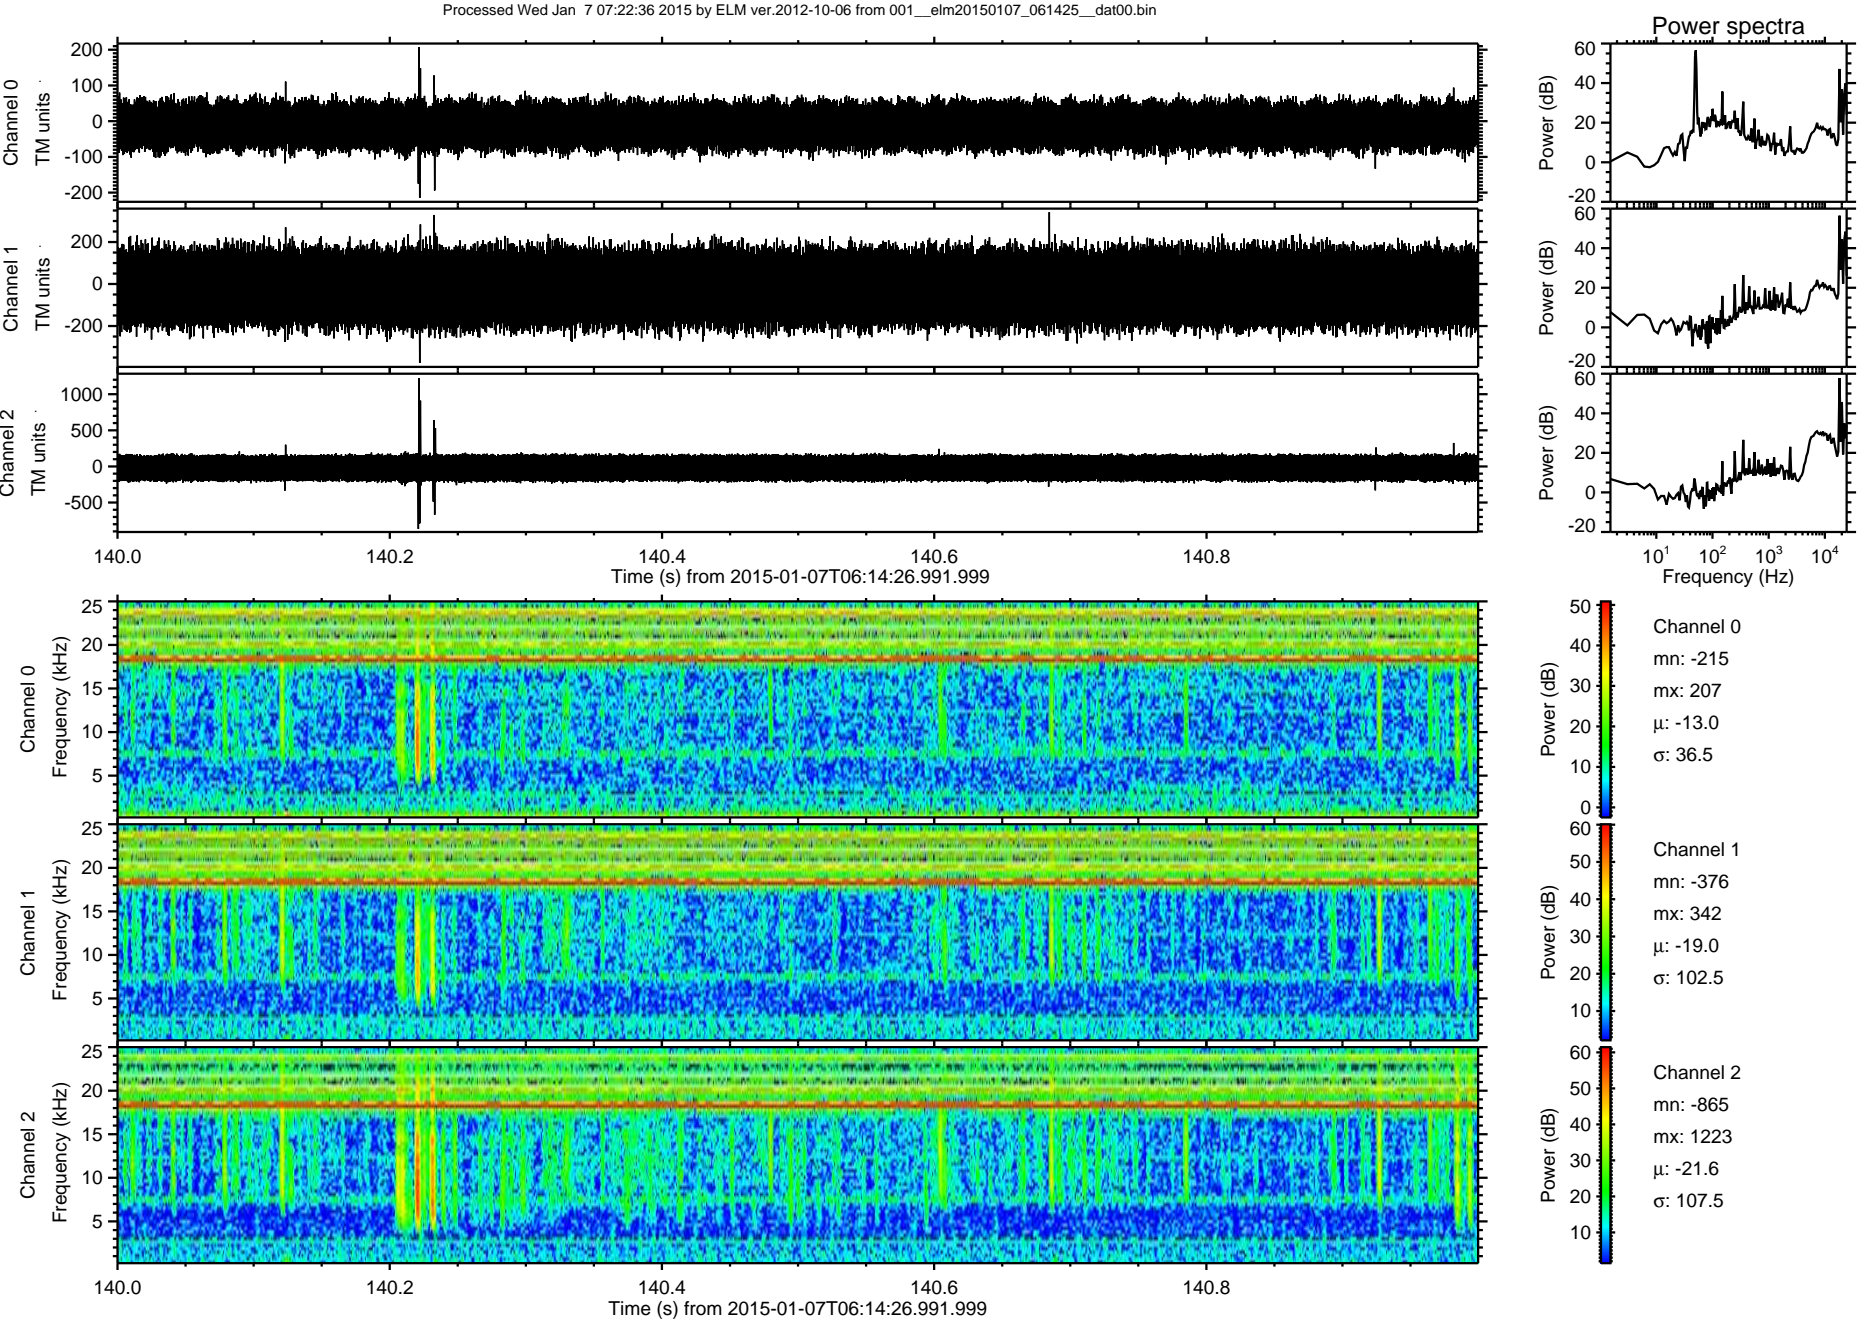 Processed Wed Jan  7 07:22:36 2015 by ELM ver.2012-10-06 from 001__elm20150107_061425__dat00.bin
Power spectra
Channel 0
TM units
200
100
0
-100
-200
Power (dB)
60
40
20
0
-20
Channel 1
TM units
200
0
-200
Power (dB)
60
40
20
0
-20
Channel 2
TM units
1000
500
0
-500
Power (dB)
60
40
20
0
-20
140.0 140.2 140.4 140.6 140.8
Time (s) from 2015-01-07T06:14:26.991.999
10¹ 10² 10³ 10⁴
Frequency (Hz)
Channel 0
Frequency (kHz)
25
20
15
10
5
Power (dB)
50
40
30
20
10
0
Channel 0
mn: -215
mx: 207
μ: -13.0
σ: 36.5
Channel 1
Frequency (kHz)
25
20
15
10
5
Power (dB)
60
50
40
30
20
10
Channel 1
mn: -376
mx: 342
μ: -19.0
σ: 102.5
Channel 2
Frequency (kHz)
25
20
15
10
5
Power (dB)
60
50
40
30
20
10
Channel 2
mn: -865
mx: 1223
μ: -21.6
σ: 107.5
140.0 140.2 140.4 140.6 140.8
Time (s) from 2015-01-07T06:14:26.991.999